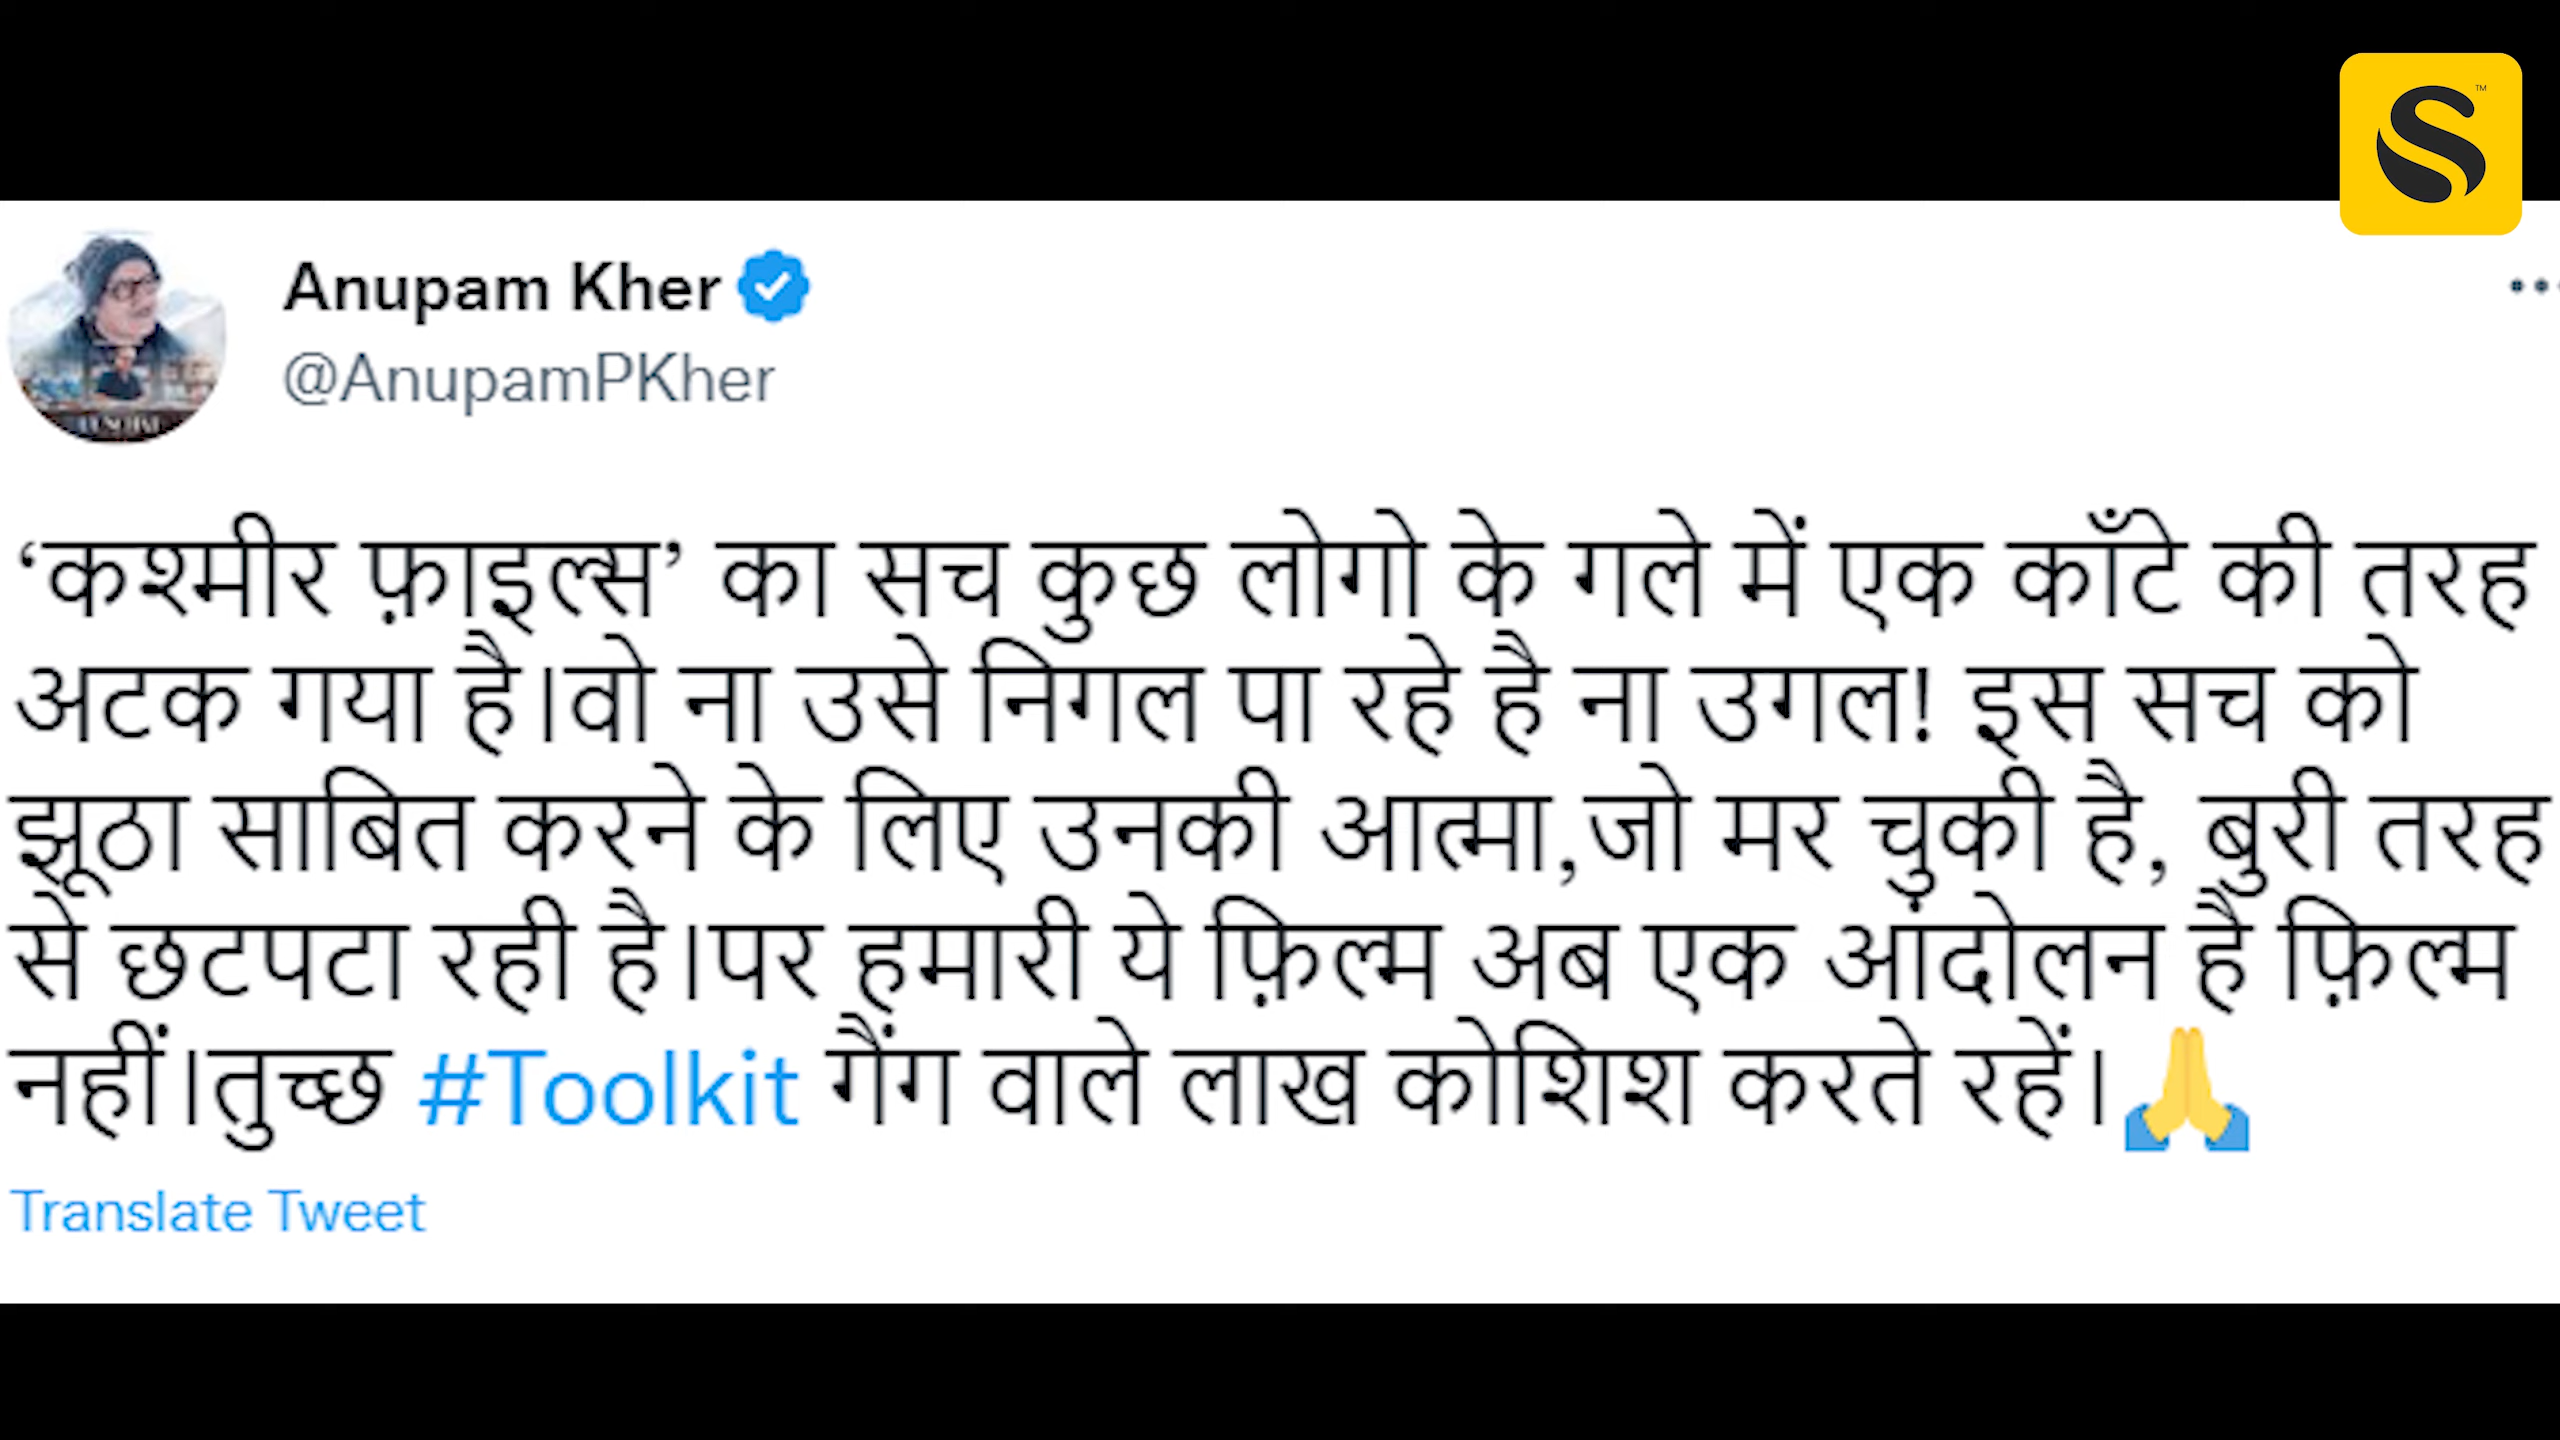 S™
Anupam Kher
@AnupamPKher
‘कश्मीर फ़ाइल्स’ का सच कुछ लोगो के गले में एक काँटे की तरह
अटक गया है।वो ना उसे निगल पा रहे है ना उगल! इस सच को
झूठा साबित करने के लिए उनकी आत्मा,जो मर चुकी है, बुरी तरह
से छटपटा रही है।पर हमारी ये फ़िल्म अब एक आंदोलन है फ़िल्म
नहीं।तुच्छ #Toolkit गैंग वाले लाख कोशिश करते रहें।🙏
Translate Tweet